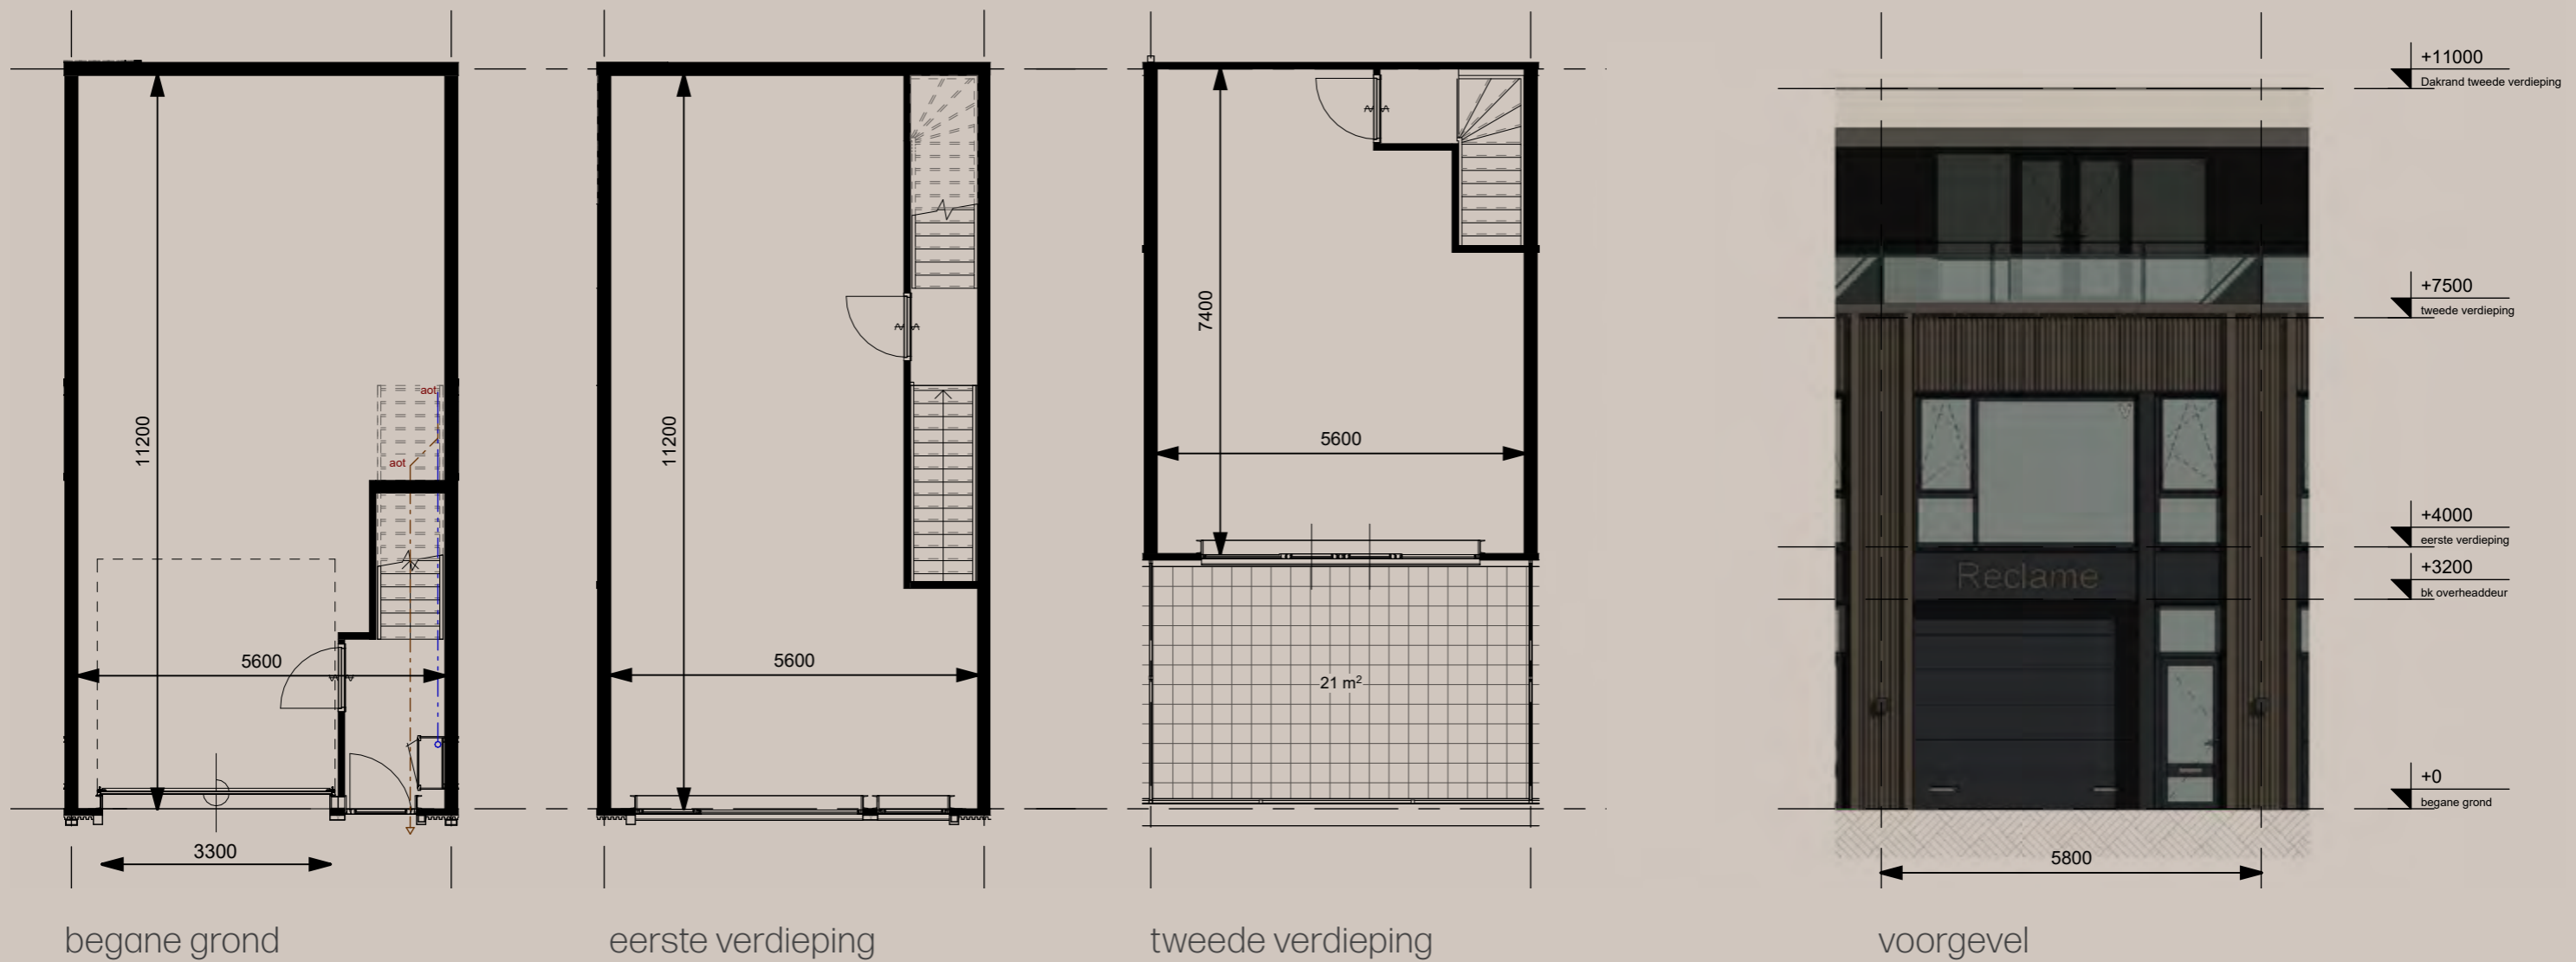 aot
aot
11200
5600
3300
begane grond
11200
5600
eerste verdieping
7400
5600
21 m²
tweede verdieping
Reclame
5800
voorgevel
+11000
Dakrand tweede verdieping
+7500
tweede verdieping
+4000
eerste verdieping
+3200
bk overheaddeur
+0
begane grond